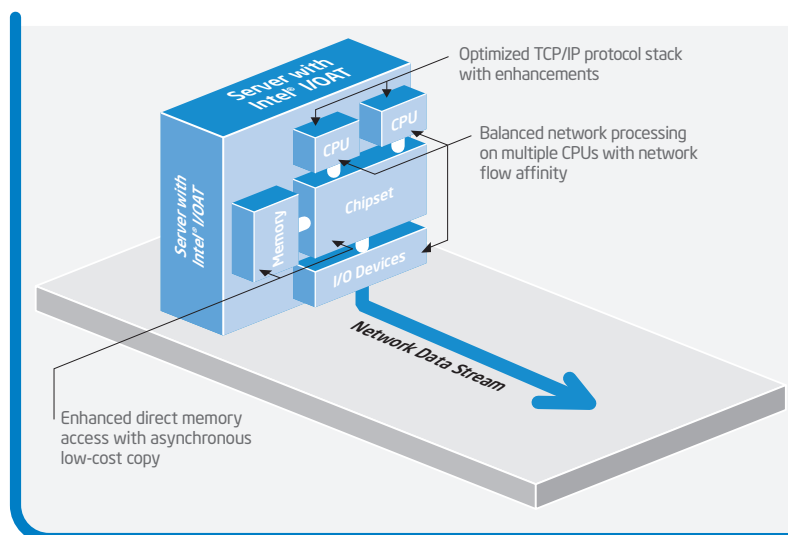 Server with
Intel® I/OAT
Optimized TCP/IP protocol stack
with enhancements
CPU
CPU
Balanced network processing
on multiple CPUs with network
flow affinity
Server with
Intel® I/OAT
Memory
Chipset
I/O Devices
Network Data Stream
Enhanced direct memory
access with asynchronous
low-cost copy